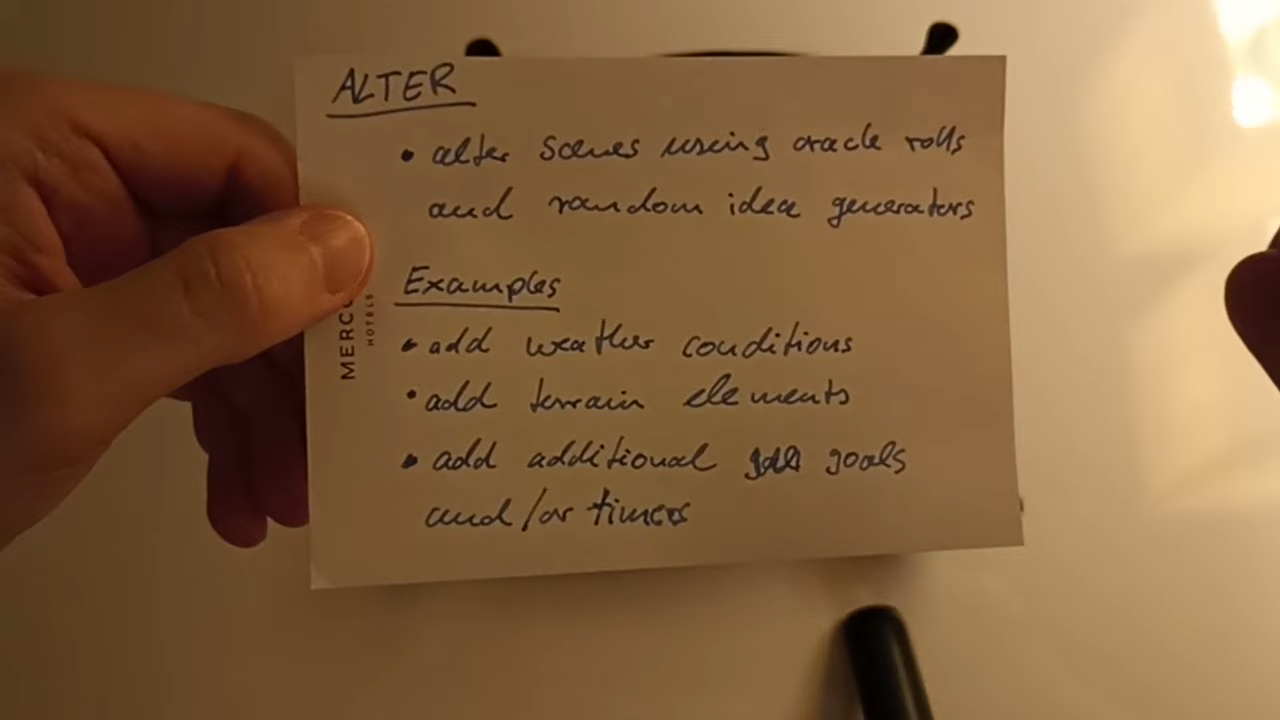 ALTER
• alter scenes using oracle rolls
and random idea generators
Examples
• add weather conditions
• add terrain elements
• add additional goals
and/or timers
HOTELS